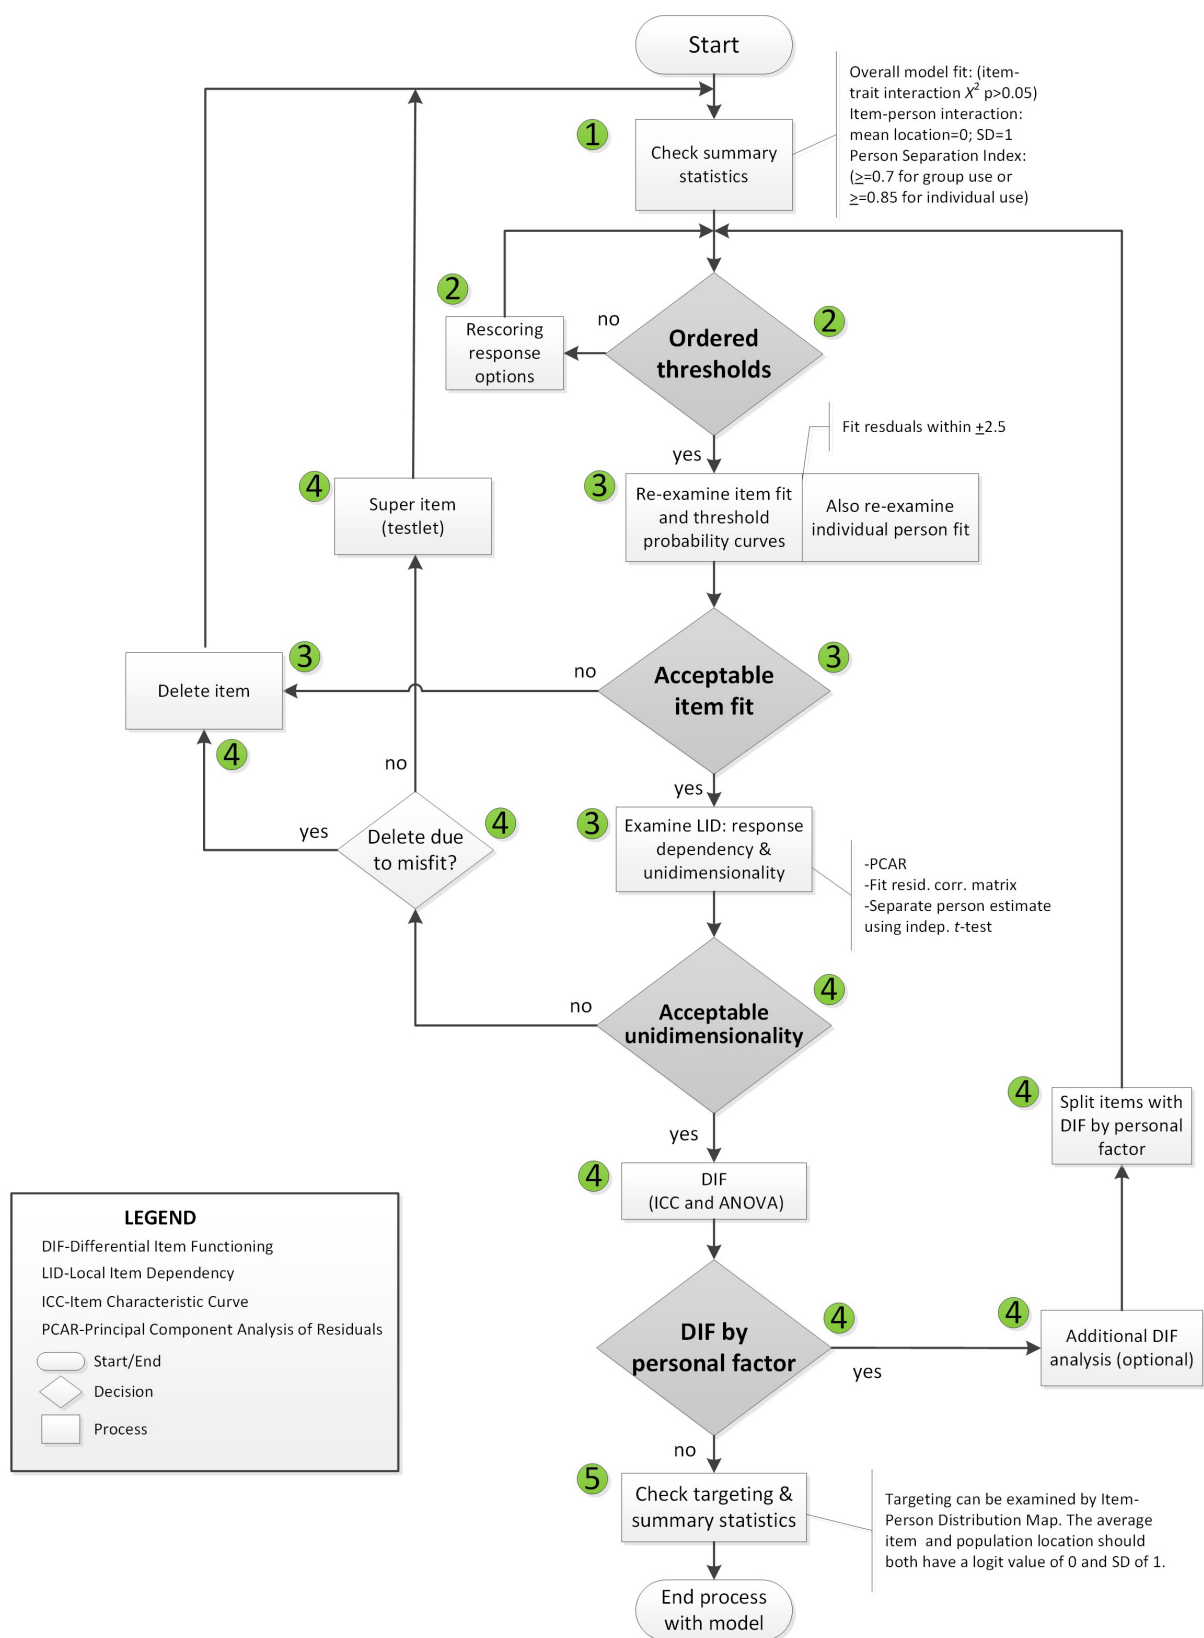 Start
Overall model fit: (item-
trait interaction X² p>0.05)
Item-person interaction:
mean location=0; SD=1
Person Separation Index:
(≥=0.7 for group use or
≥=0.85 for individual use)
1
Check summary
statistics
2
Rescoring
response
options
no
2
Ordered
thresholds
yes
Fit resduals within ±2.5
3
Re-examine item fit
and threshold
probability curves
Also re-examine
individual person fit
4
Super item
(testlet)
3
Delete item
4
no
3
Acceptable
item fit
yes
no
yes
4
Delete due
to misfit?
3
Examine LID: response
dependency &
unidimensionality
-PCAR
-Fit resid. corr. matrix
-Separate person estimate
using indep. t-test
no
4
Acceptable
unidimensionality
yes
4
DIF
(ICC and ANOVA)
4
Split items with
DIF by personal
factor
4
DIF by
personal factor
yes
4
Additional DIF
analysis (optional)
no
5
Check targeting &
summary statistics
Targeting can be examined by Item-
Person Distribution Map. The average
item and population location should
both have a logit value of 0 and SD of 1.
End process
with model
LEGEND
DIF-Differential Item Functioning
LID-Local Item Dependency
ICC-Item Characteristic Curve
PCAR-Principal Component Analysis of Residuals
Start/End
Decision
Process